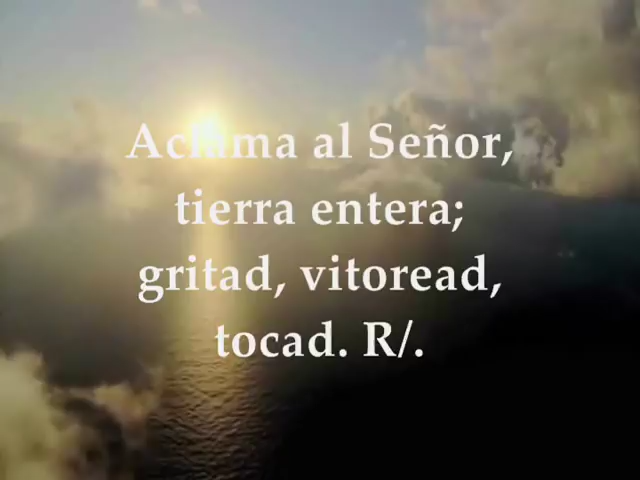 Aclama al Señor,
tierra entera;
gritad, vitoread,
tocad. R/.